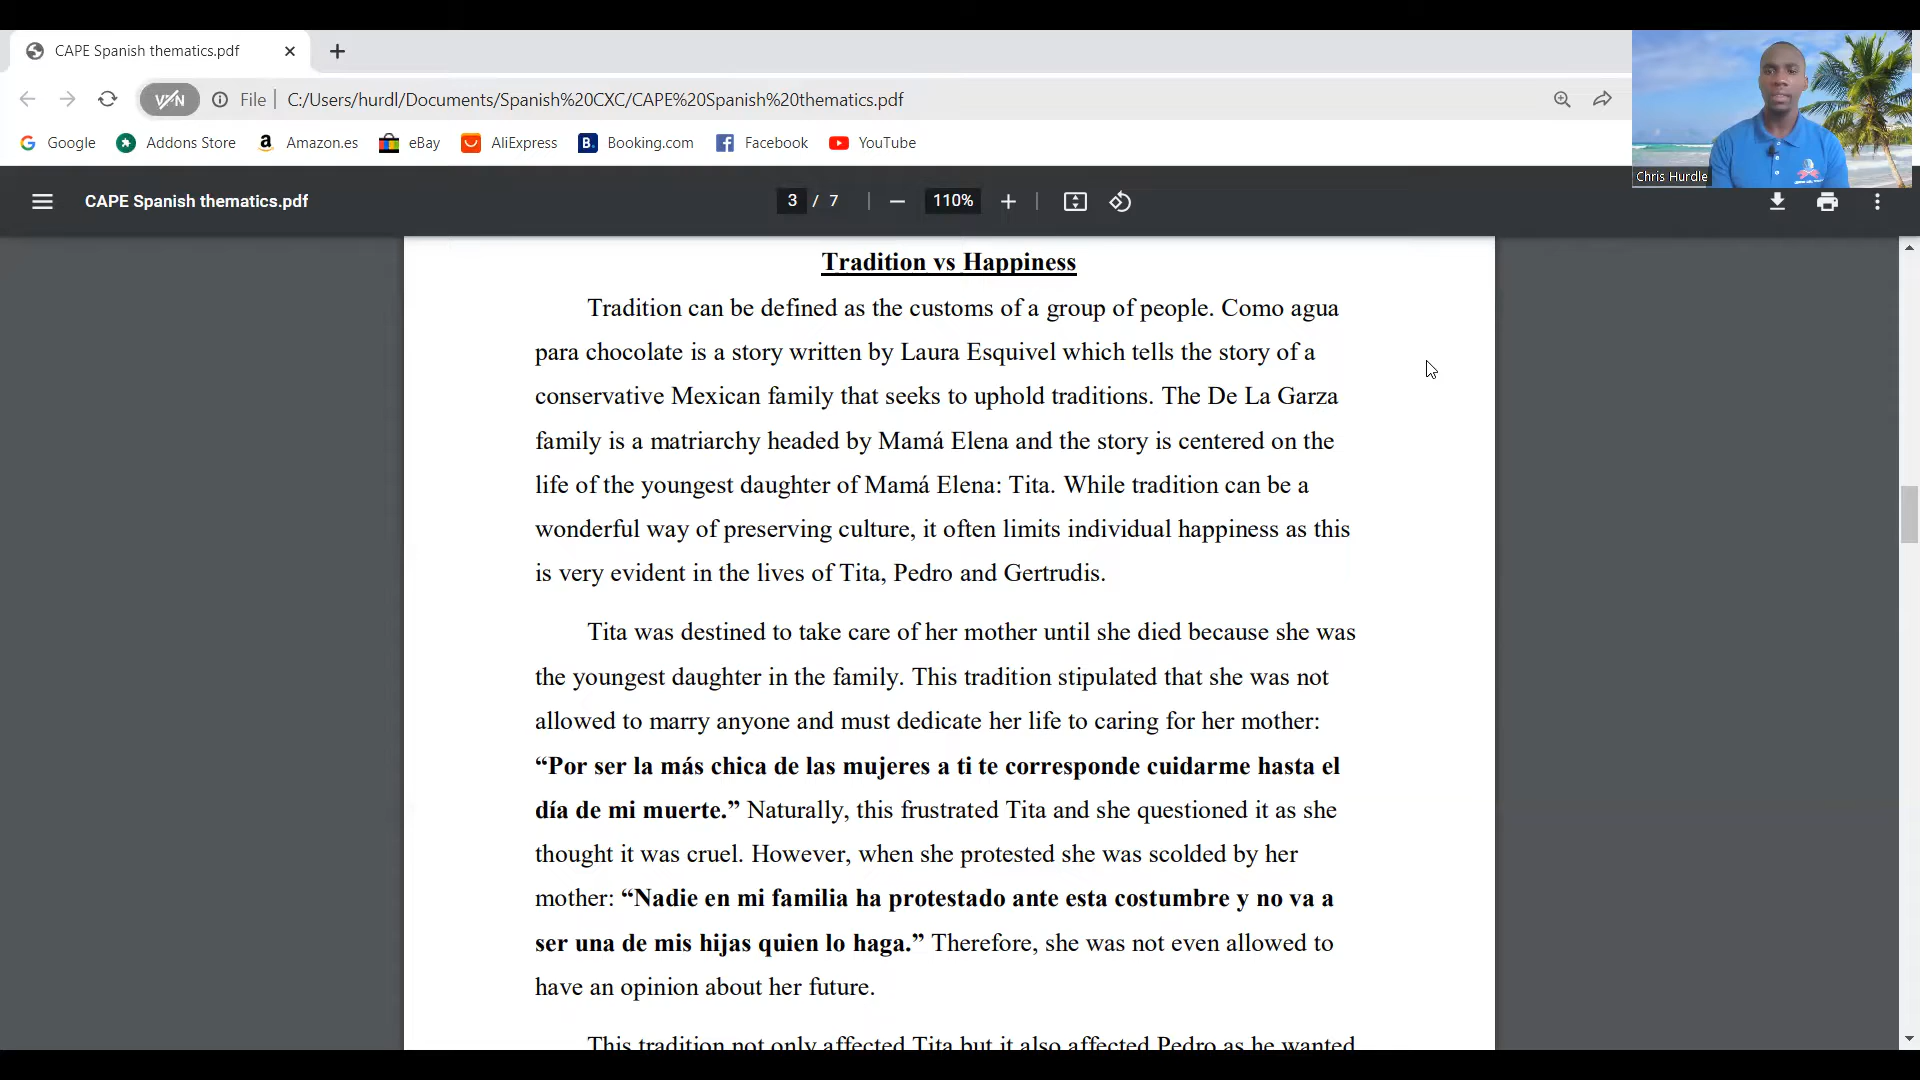 CAPE Spanish thematics.pdf
VPN
File
C:/Users/hurdl/Documents/Spanish%20CXC/CAPE%20Spanish%20thematics.pdf
Google Addons Store Amazon.es eBay AliExpress Booking.com Facebook YouTube
Chris Hurdle
CAPE Spanish thematics.pdf 3 / 7 110%
Tradition vs Happiness
Tradition can be defined as the customs of a group of people. Como agua
para chocolate is a story written by Laura Esquivel which tells the story of a
conservative Mexican family that seeks to uphold traditions. The De La Garza
family is a matriarchy headed by Mamá Elena and the story is centered on the
life of the youngest daughter of Mamá Elena: Tita. While tradition can be a
wonderful way of preserving culture, it often limits individual happiness as this
is very evident in the lives of Tita, Pedro and Gertrudis.
Tita was destined to take care of her mother until she died because she was
the youngest daughter in the family. This tradition stipulated that she was not
allowed to marry anyone and must dedicate her life to caring for her mother:
“Por ser la más chica de las mujeres a ti te corresponde cuidarme hasta el
día de mi muerte.” Naturally, this frustrated Tita and she questioned it as she
thought it was cruel. However, when she protested she was scolded by her
mother: “Nadie en mi familia ha protestado ante esta costumbre y no va a
ser una de mis hijas quien lo haga.” Therefore, she was not even allowed to
have an opinion about her future.
This tradition not only affected Tita but it also affected Pedro as he wanted